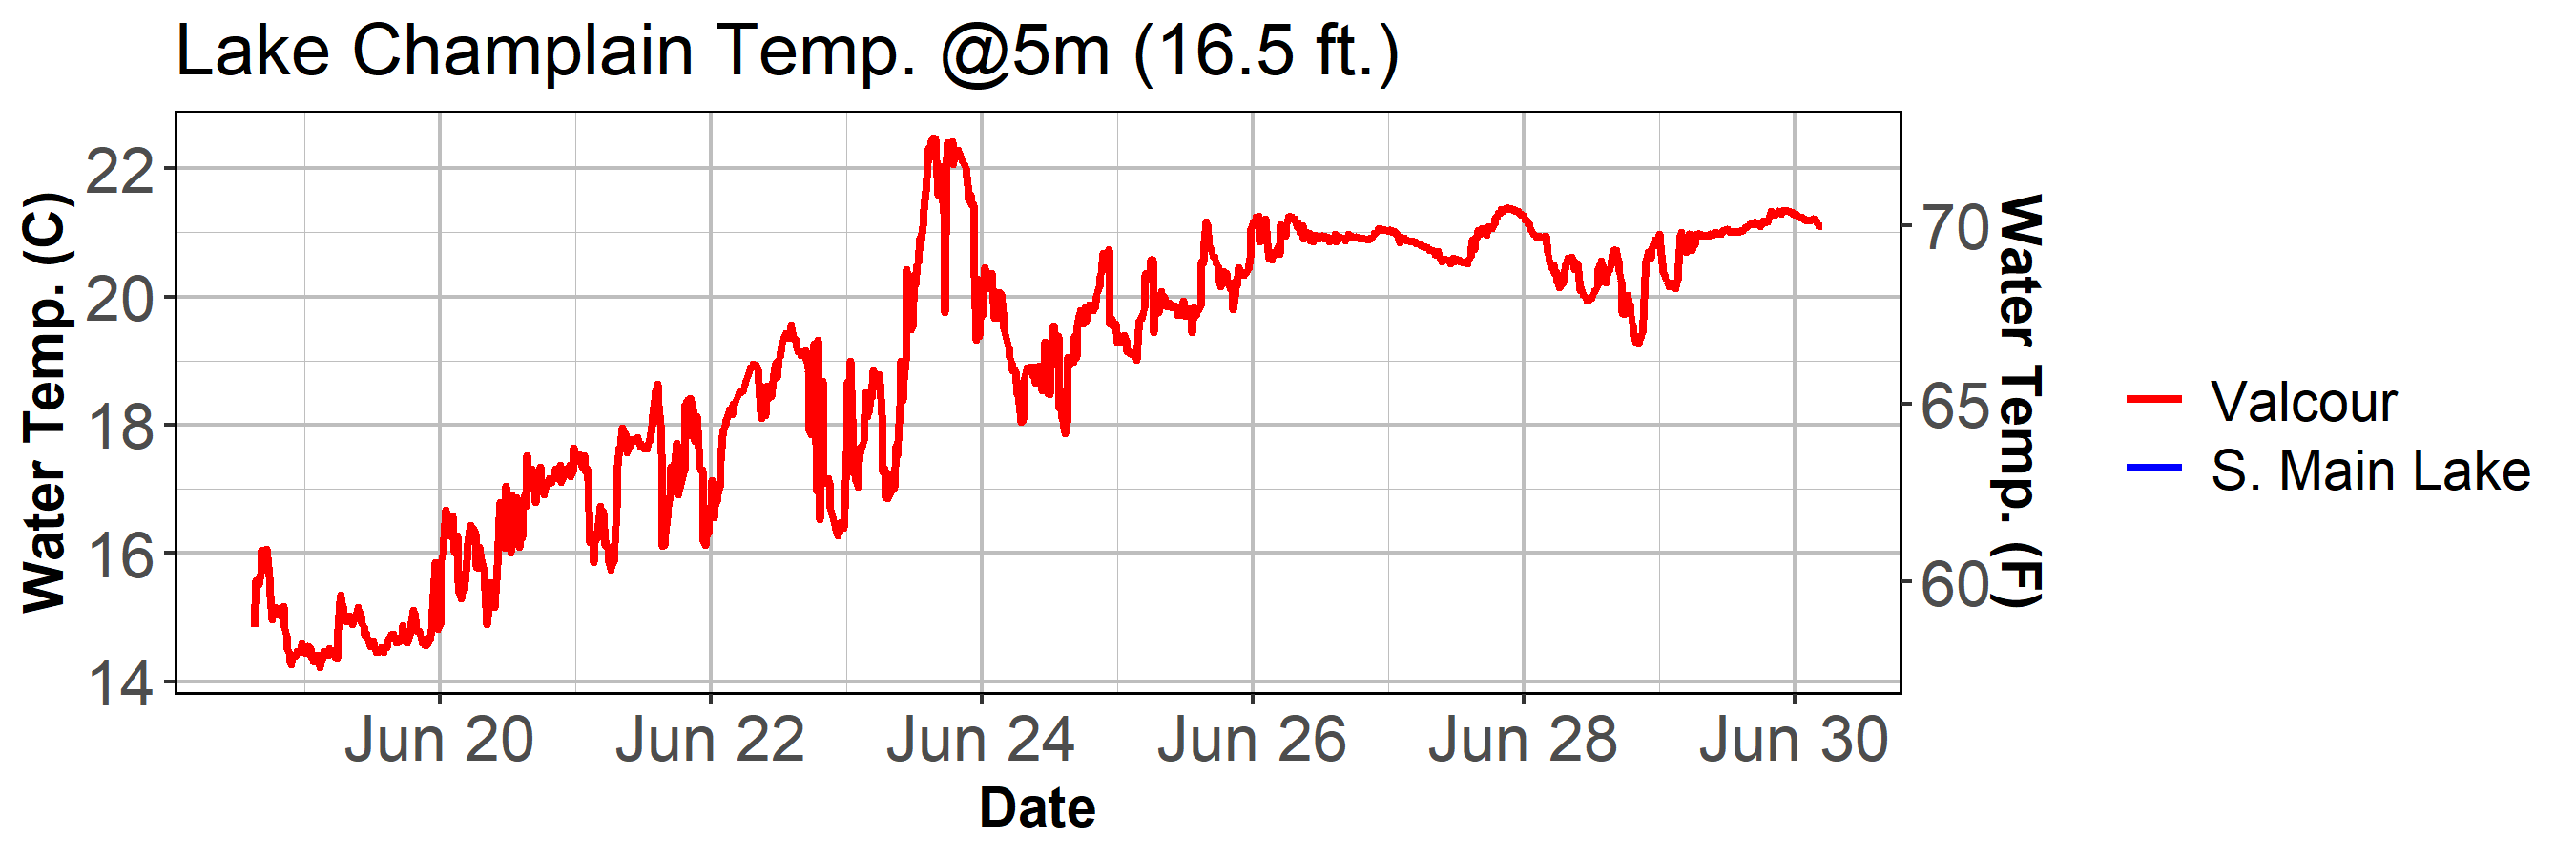 Lake Champlain Temp. @5m (16.5 ft.)
Water Temp. (C)
22
20
18
16
14
70
65
60
Water Temp. (F)
Jun 20
Jun 22
Jun 24
Jun 26
Jun 28
Jun 30
Date
Valcour
S. Main Lake